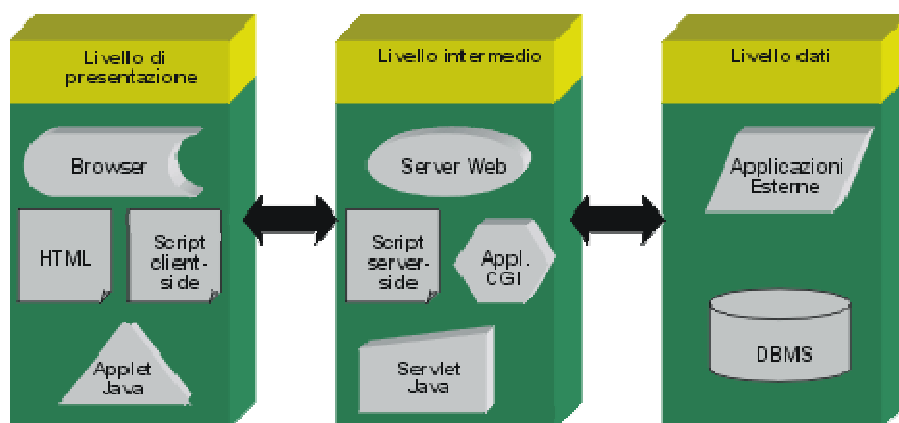 Livello di
presentazione
Browser
HTML
Script
client-
side
Applet
Java
Livello intermedio
Server Web
Script
server-
side
Appl.
CGI
Servlet
Java
Livello dati
Applicazioni
Esterne
DBMS